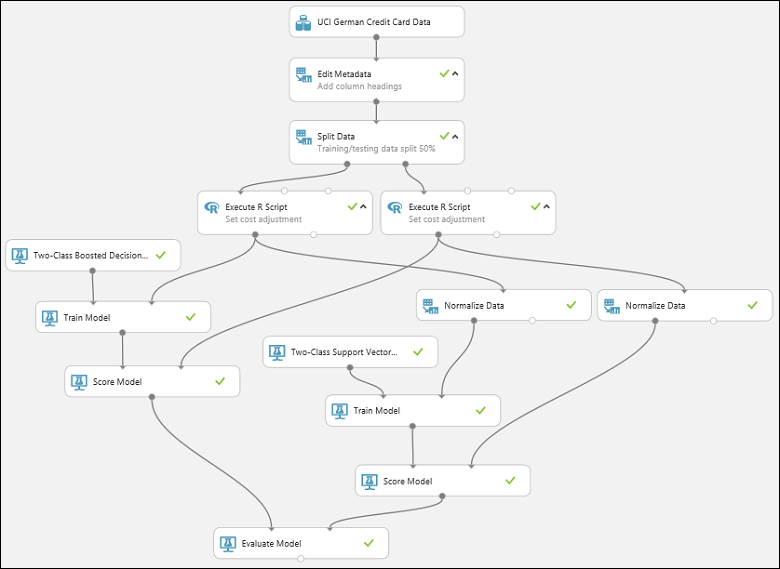 UCI German Credit Card Data
Edit Metadata
Add column headings
Split Data
Training/testing data split 50%
Execute R Script
Set cost adjustment
Execute R Script
Set cost adjustment
Two-Class Boosted Decision...
Train Model
Normalize Data
Normalize Data
Two-Class Support Vector...
Score Model
Train Model
Score Model
Evaluate Model